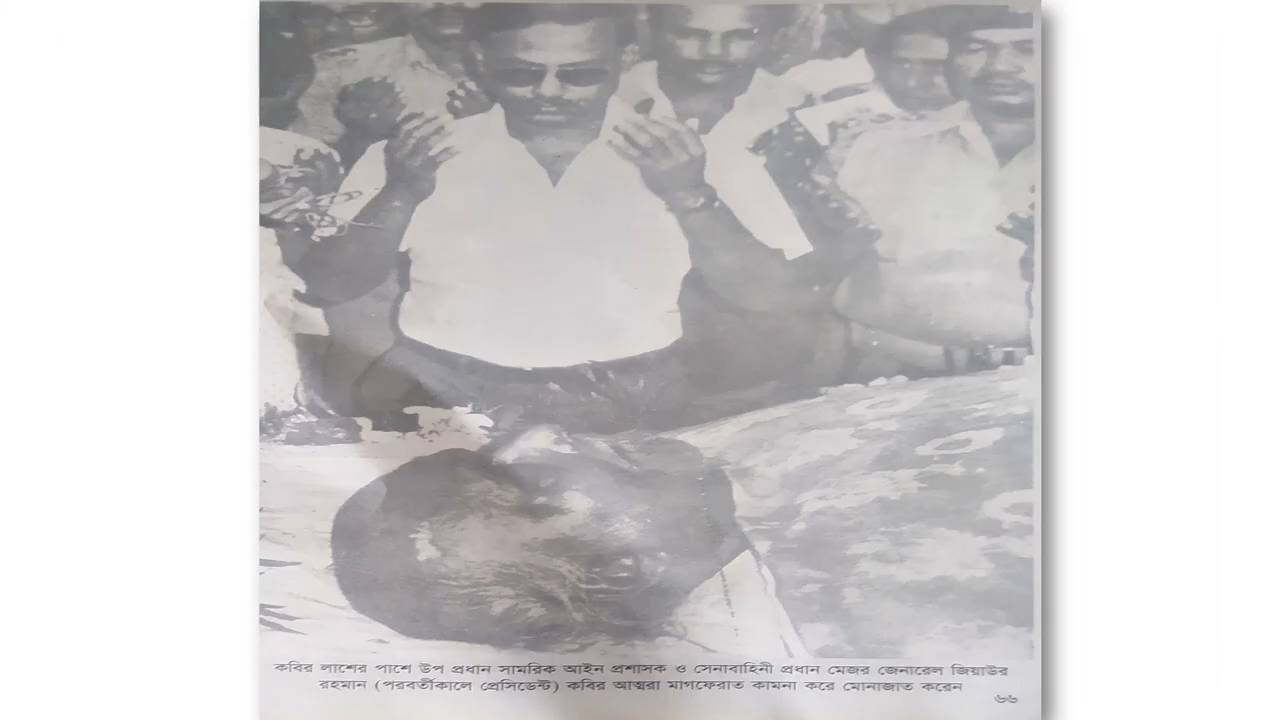 কবির লাশের পাশে উপ প্রধান সামরিক আইন প্রশাসক ও সেনাবাহিনী প্রধান মেজর জেনারেল জিয়াউর
রহমান (পরবর্তীকালে প্রেসিডেন্ট) কবির আত্মরা মাগফেরাত কামনা করে মোনাজাত করেন
৬৬